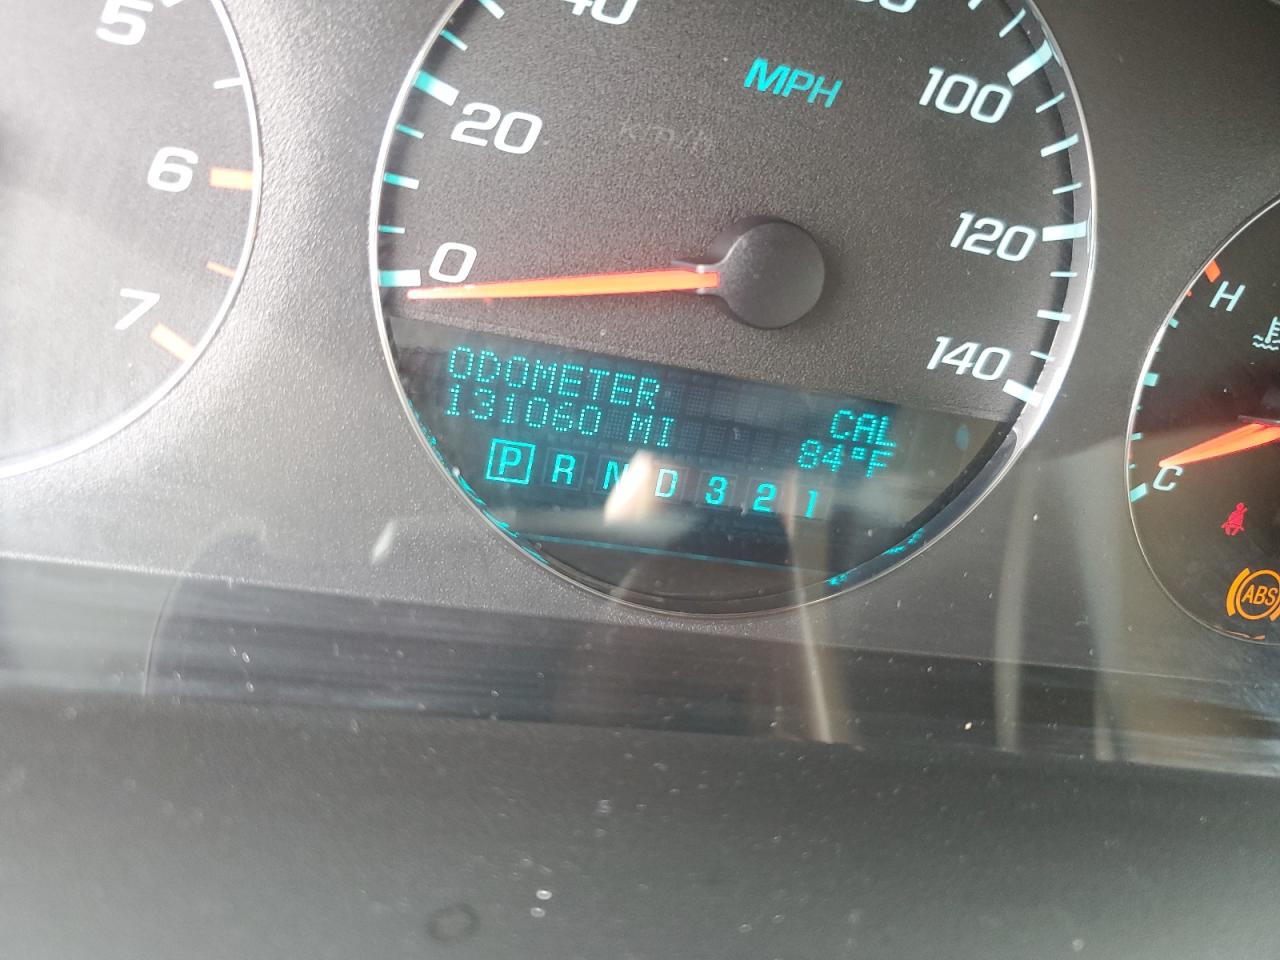 5
6
7
40
MPH
km/h
100
20
120
0
140
H
ODOMETER
131060 MI
CAL
84°F
P R N D 3 2 1
C
ABS